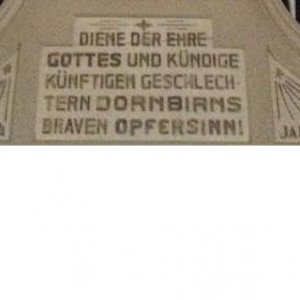 DIENE DER EHRE
GOTTES UND KÜNDIGE
KÜNFTIGEN GESCHLECH-
TERN DORNBIRNS
BRAVEN OPFERSINN!